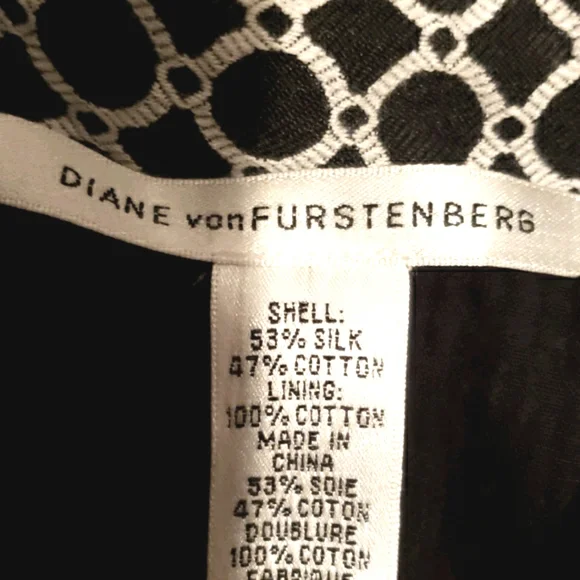 DIANE vonFURSTENBERG
SHELL:
53% SILK
47% COTTON
LINING:
100% COTTON
MADE IN
CHINA
53% SOIE
47% COTON
DOUBLURE
100% COTON
FABRIQUE